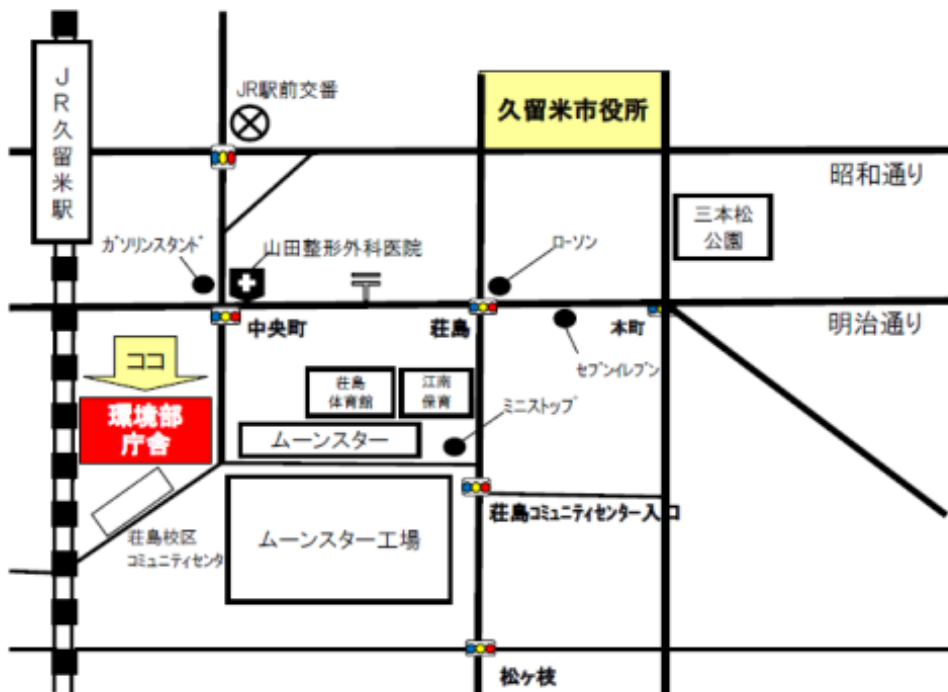 JR久留米駅
JR駅前交番
久留米市役所
昭和通り
三本松
公園
ガソリンスタンド
山田整形外科医院
ローソン
中央町
荘島
本町
明治通り
ココ
セブンイレブン
荘島
体育館
江南
保育
ミニストップ
環境部
庁舎
ムーンスター
荘島コミュニティセンター入口
荘島校区
コミュニティセンタ
ムーンスター工場
松ヶ枝